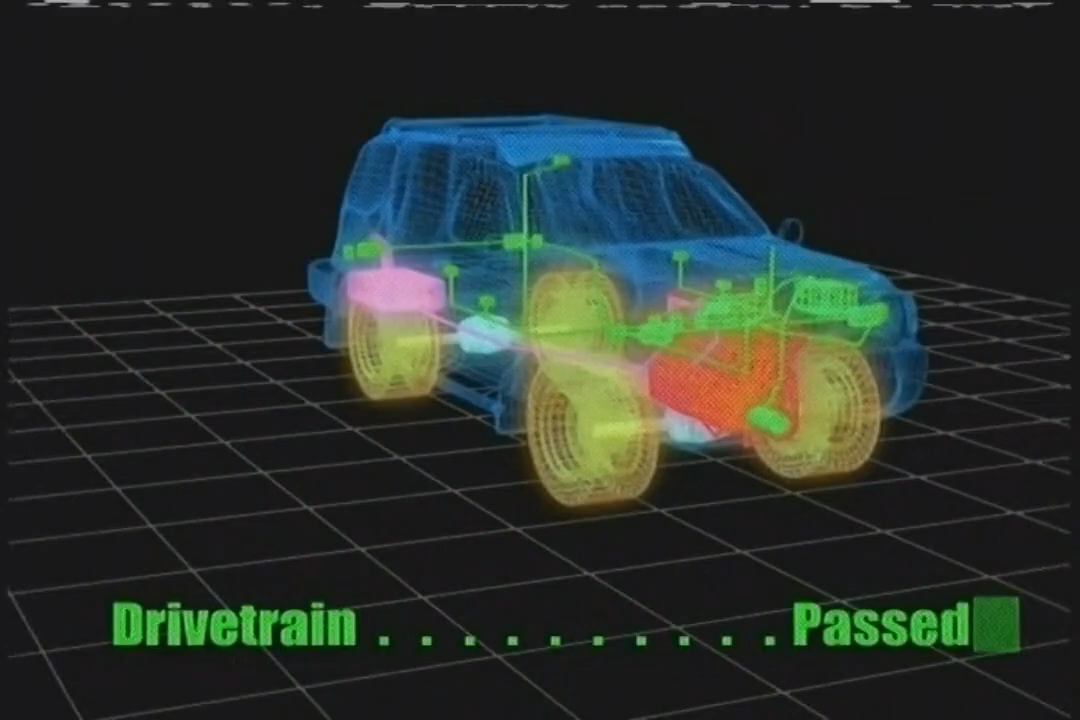 Drivetrain . . . . . . . . . . Passed